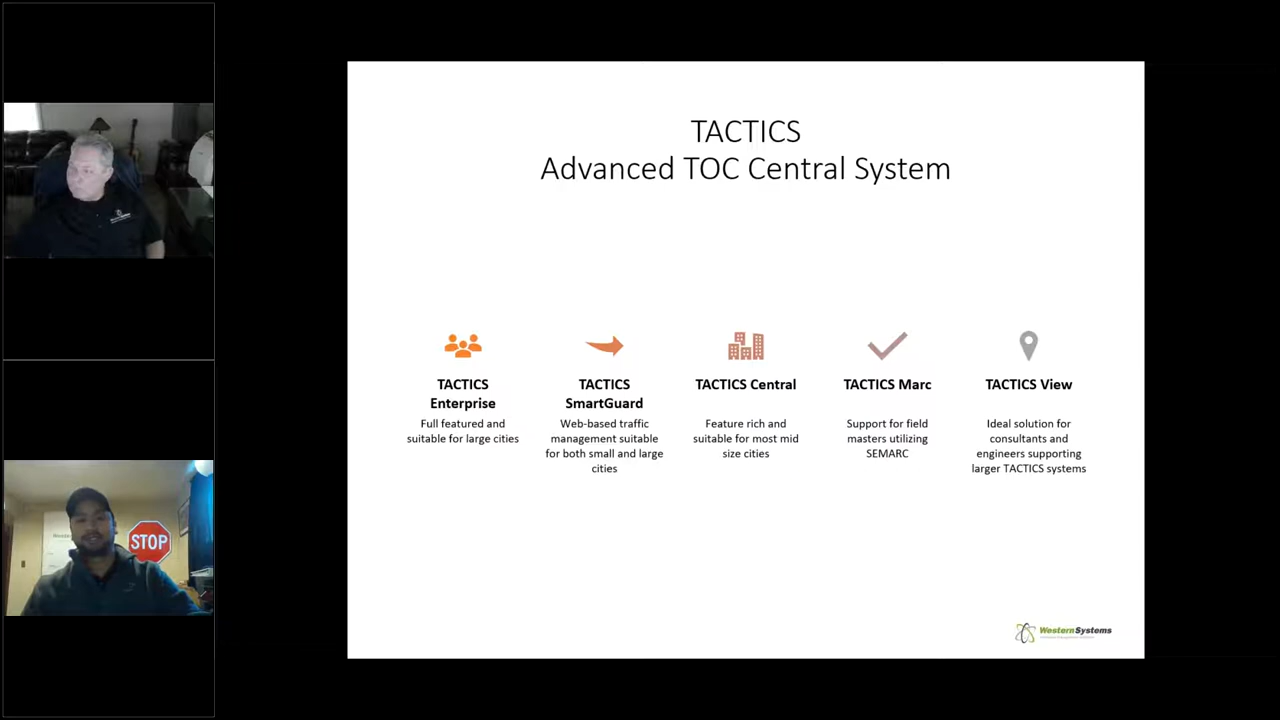 TACTICS
Advanced TOC Central System
TACTICS
Enterprise
Full featured and
suitable for large cities
TACTICS
SmartGuard
Web-based traffic
management suitable
for both small and large
cities
TACTICS Central
Feature rich and
suitable for most mid
size cities
TACTICS Marc
Support for field
masters utilizing
SEMARC
TACTICS View
Ideal solution for
consultants and
engineers supporting
larger TACTICS systems
WesternSystems
STOP